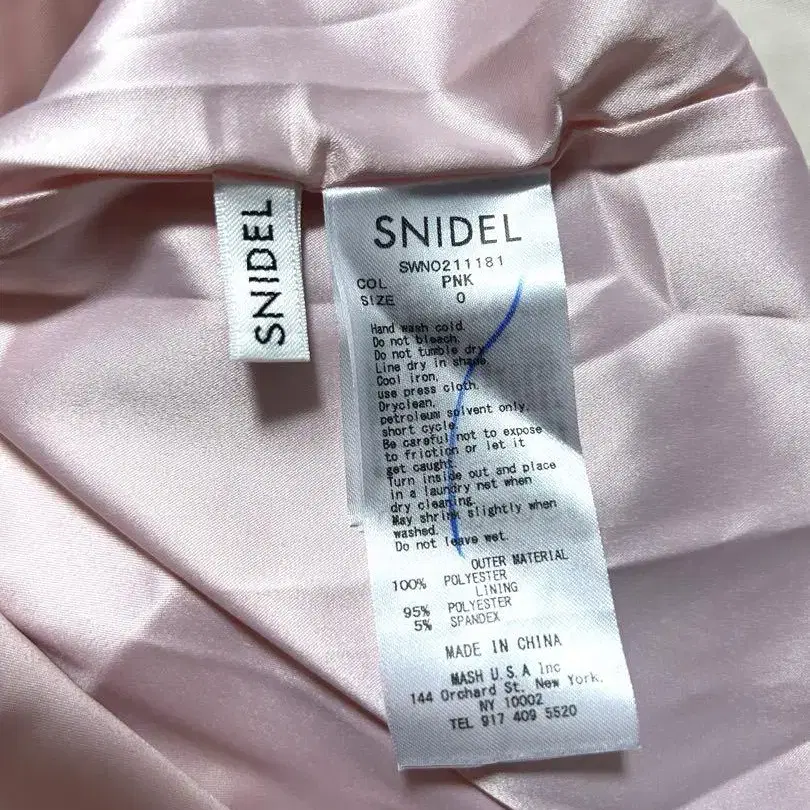 SNIDEL
SNIDEL
SWNO211181
COL PNK
SIZE 0
Hand wash cold.
Do not bleach.
Do not tumble dry.
Line dry in shade.
Cool iron.
use press cloth.
Dryclean,
petroleum solvent only,
short cycle.
Be careful not to expose
to friction or let it
get caught.
Turn inside out and place
in a laundry net when
dry cleaning.
May shrink slightly when
washed.
Do not leave wet.
OUTER MATERIAL
100% POLYESTER
LINING
95% POLYESTER
5% SPANDEX
MADE IN CHINA
MASH U.S.A Inc
144 Orchard St. New York,
NY 10002
TEL 917 409 5520